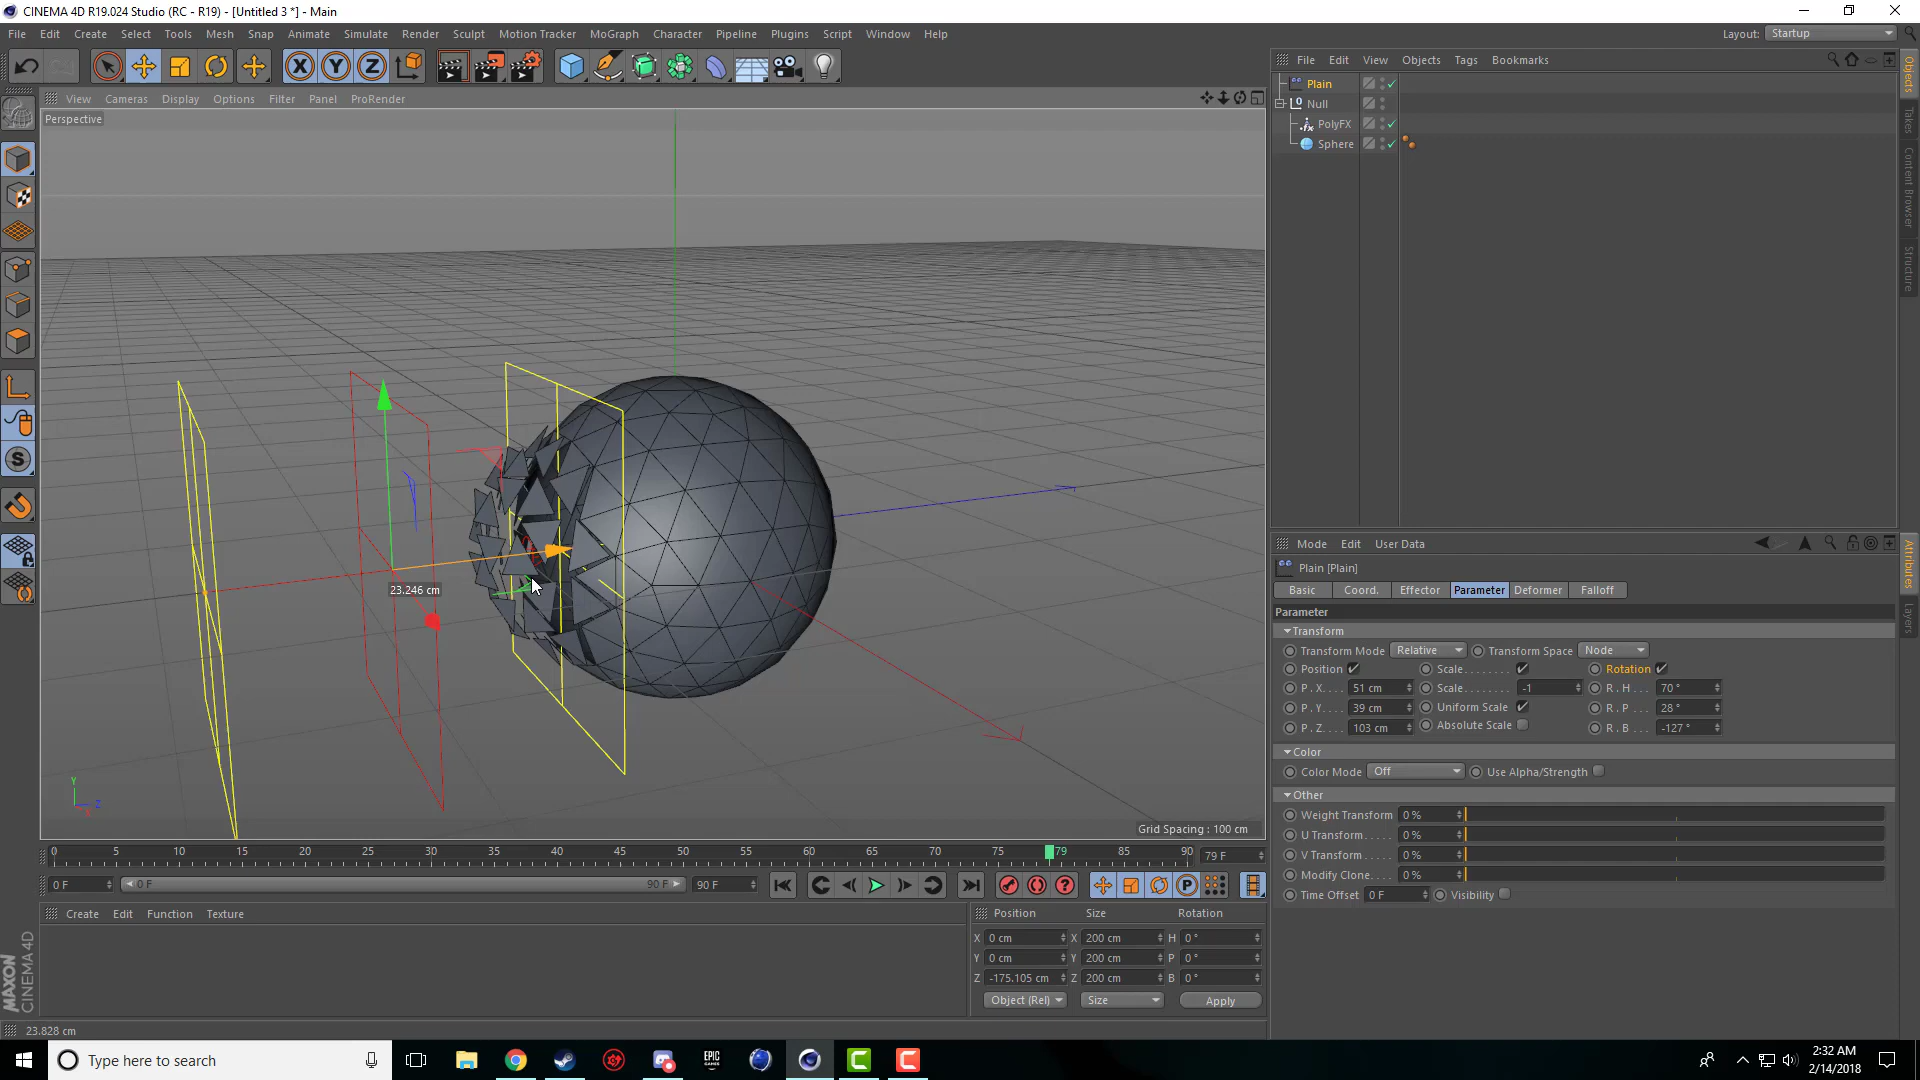 CINEMA 4D R19.024 Studio (RC - R19) - [Untitled 3 *] - Main
File Edit Create Select Tools Mesh Snap Animate Simulate Render Sculpt Motion Tracker MoGraph Character Pipeline Plugins Script Window Help Layout: Startup
File Edit View Objects Tags Bookmarks
View Cameras Display Options Filter Panel ProRender
Perspective
Plain
Null
PolyFX
Sphere
Objects
Takes
Content Browser
Structure
Mode Edit User Data
Plain [Plain]
Basic Coord. Effector Parameter Deformer Falloff
Parameter
Transform
Transform Mode Relative Transform Space Node
Position Scale........ Rotation
P . X.... 51 cm Scale........ -1 R . H... 70 °
P . Y.... 39 cm Uniform Scale R . P... 28 °
P . Z.... 103 cm Absolute Scale R . B... -127 °
Color
Color Mode Off Use Alpha/Strength
Other
Weight Transform 0 %
U Transform..... 0 %
V Transform..... 0 %
Modify Clone.... 0 %
Time Offset 0 F Visibility
Attributes
Layers
23.246 cm
Y
Z
Grid Spacing : 100 cm
0 5 10 15 20 25 30 35 40 45 50 55 60 65 70 75 79 85 90 79 F
0 F 0 F 90 F 90 F
Create Edit Function Texture
Position Size Rotation
X 0 cm X 200 cm H 0 °
Y 0 cm Y 200 cm P 0 °
Z -175.105 cm Z 200 cm B 0 °
Object (Rel) Size Apply
MAXON
CINEMA 4D
23.828 cm
Type here to search
EPIC
GAMES
2:32 AM
2/14/2018